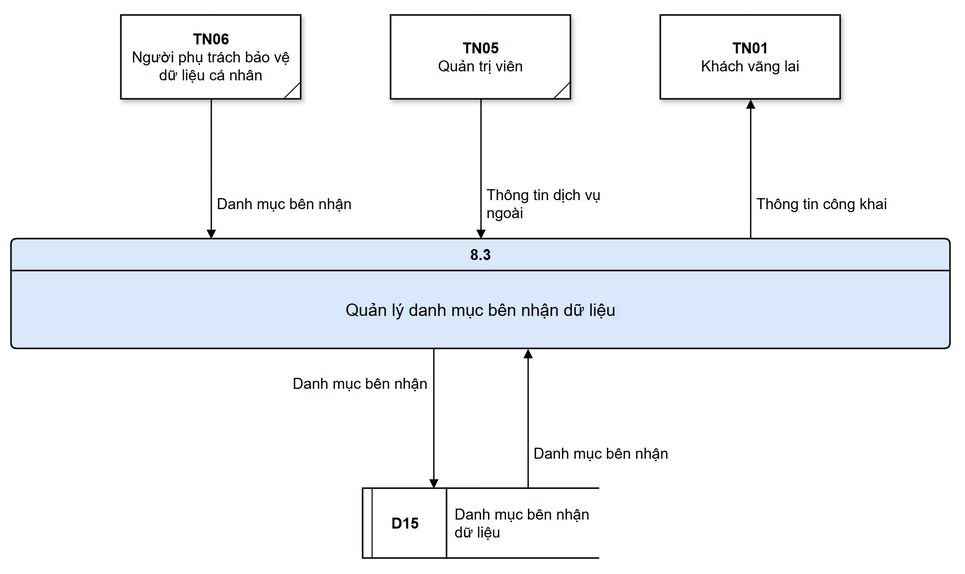 TN06
Người phụ trách bảo vệ
dữ liệu cá nhân
TN05
Quản trị viên
TN01
Khách vãng lai
Danh mục bên nhận
Thông tin dịch vụ
ngoài
Thông tin công khai
8.3
Quản lý danh mục bên nhận dữ liệu
Danh mục bên nhận
Danh mục bên nhận
D15
Danh mục bên nhận
dữ liệu